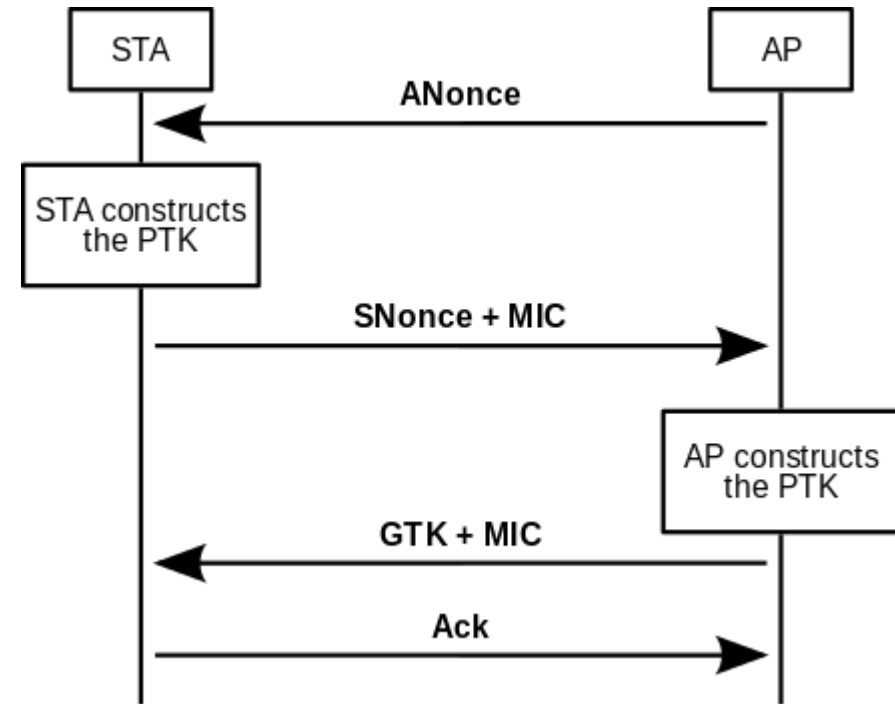 STA
AP
ANonce
STA constructs
the PTK
SNonce + MIC
AP constructs
the PTK
GTK + MIC
Ack